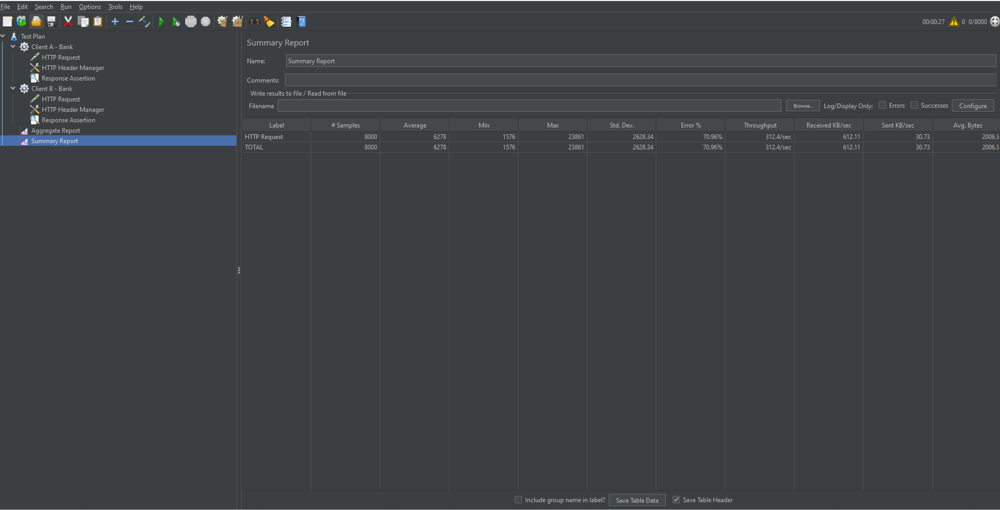 File Edit Search Run Options Tools Help
STOP
00:00:27 0 0/8000
Test Plan
Client A - Bank
HTTP Request
HTTP Header Manager
Response Assertion
Client B - Bank
HTTP Request
HTTP Header Manager
Response Assertion
Aggregate Report
Summary Report
Summary Report
Name: Summary Report
Comments:
Write results to file / Read from file
Filename Browse... Log/Display Only: Errors Successes Configure
Label # Samples Average Min Max Std. Dev. Error % Throughput Received KB/sec Sent KB/sec Avg. Bytes
HTTP Request 8000 6278 1576 23861 2628.34 70.96% 312.4/sec 612.11 30.73 2006.5
TOTAL 8000 6278 1576 23861 2628.34 70.96% 312.4/sec 612.11 30.73 2006.5
Include group name in label? Save Table Data Save Table Header